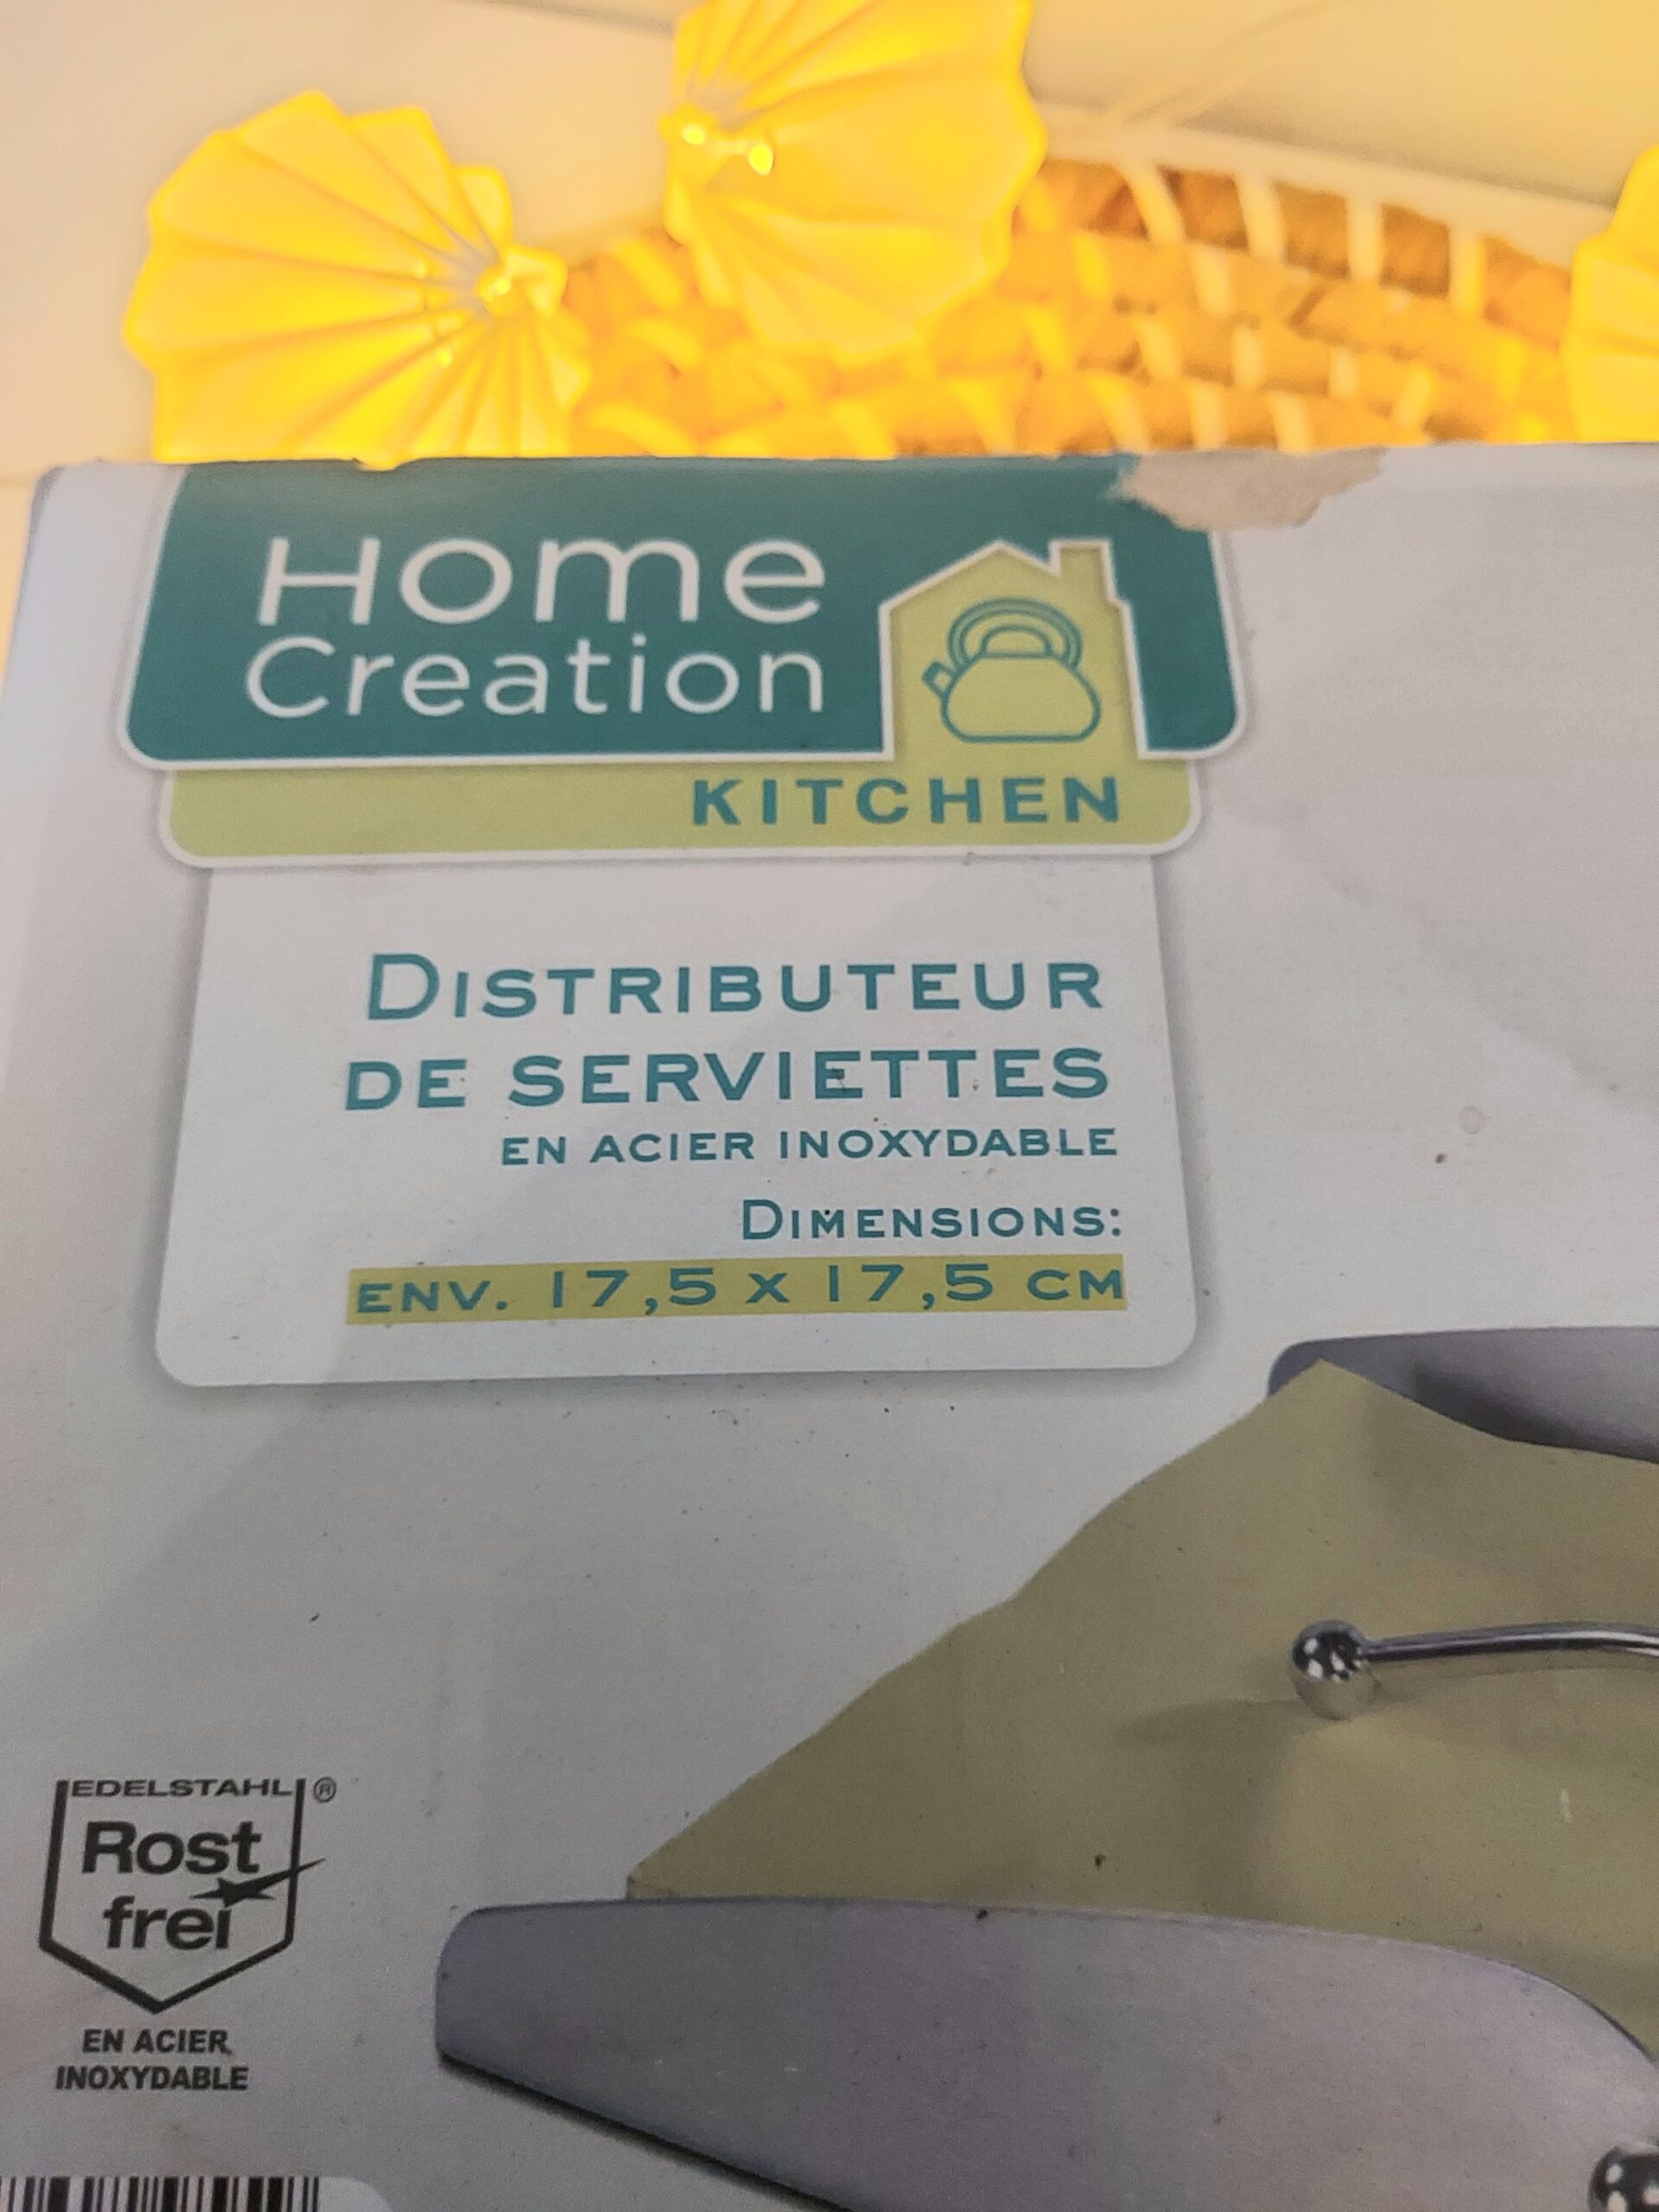 Home
Creation
KITCHEN
DISTRIBUTEUR
DE SERVIETTES
EN ACIER INOXYDABLE
DIMENSIONS:
ENV. 17,5 X 17,5 CM
EDELSTAHL®
Rost
frei
EN ACIER
INOXYDABLE